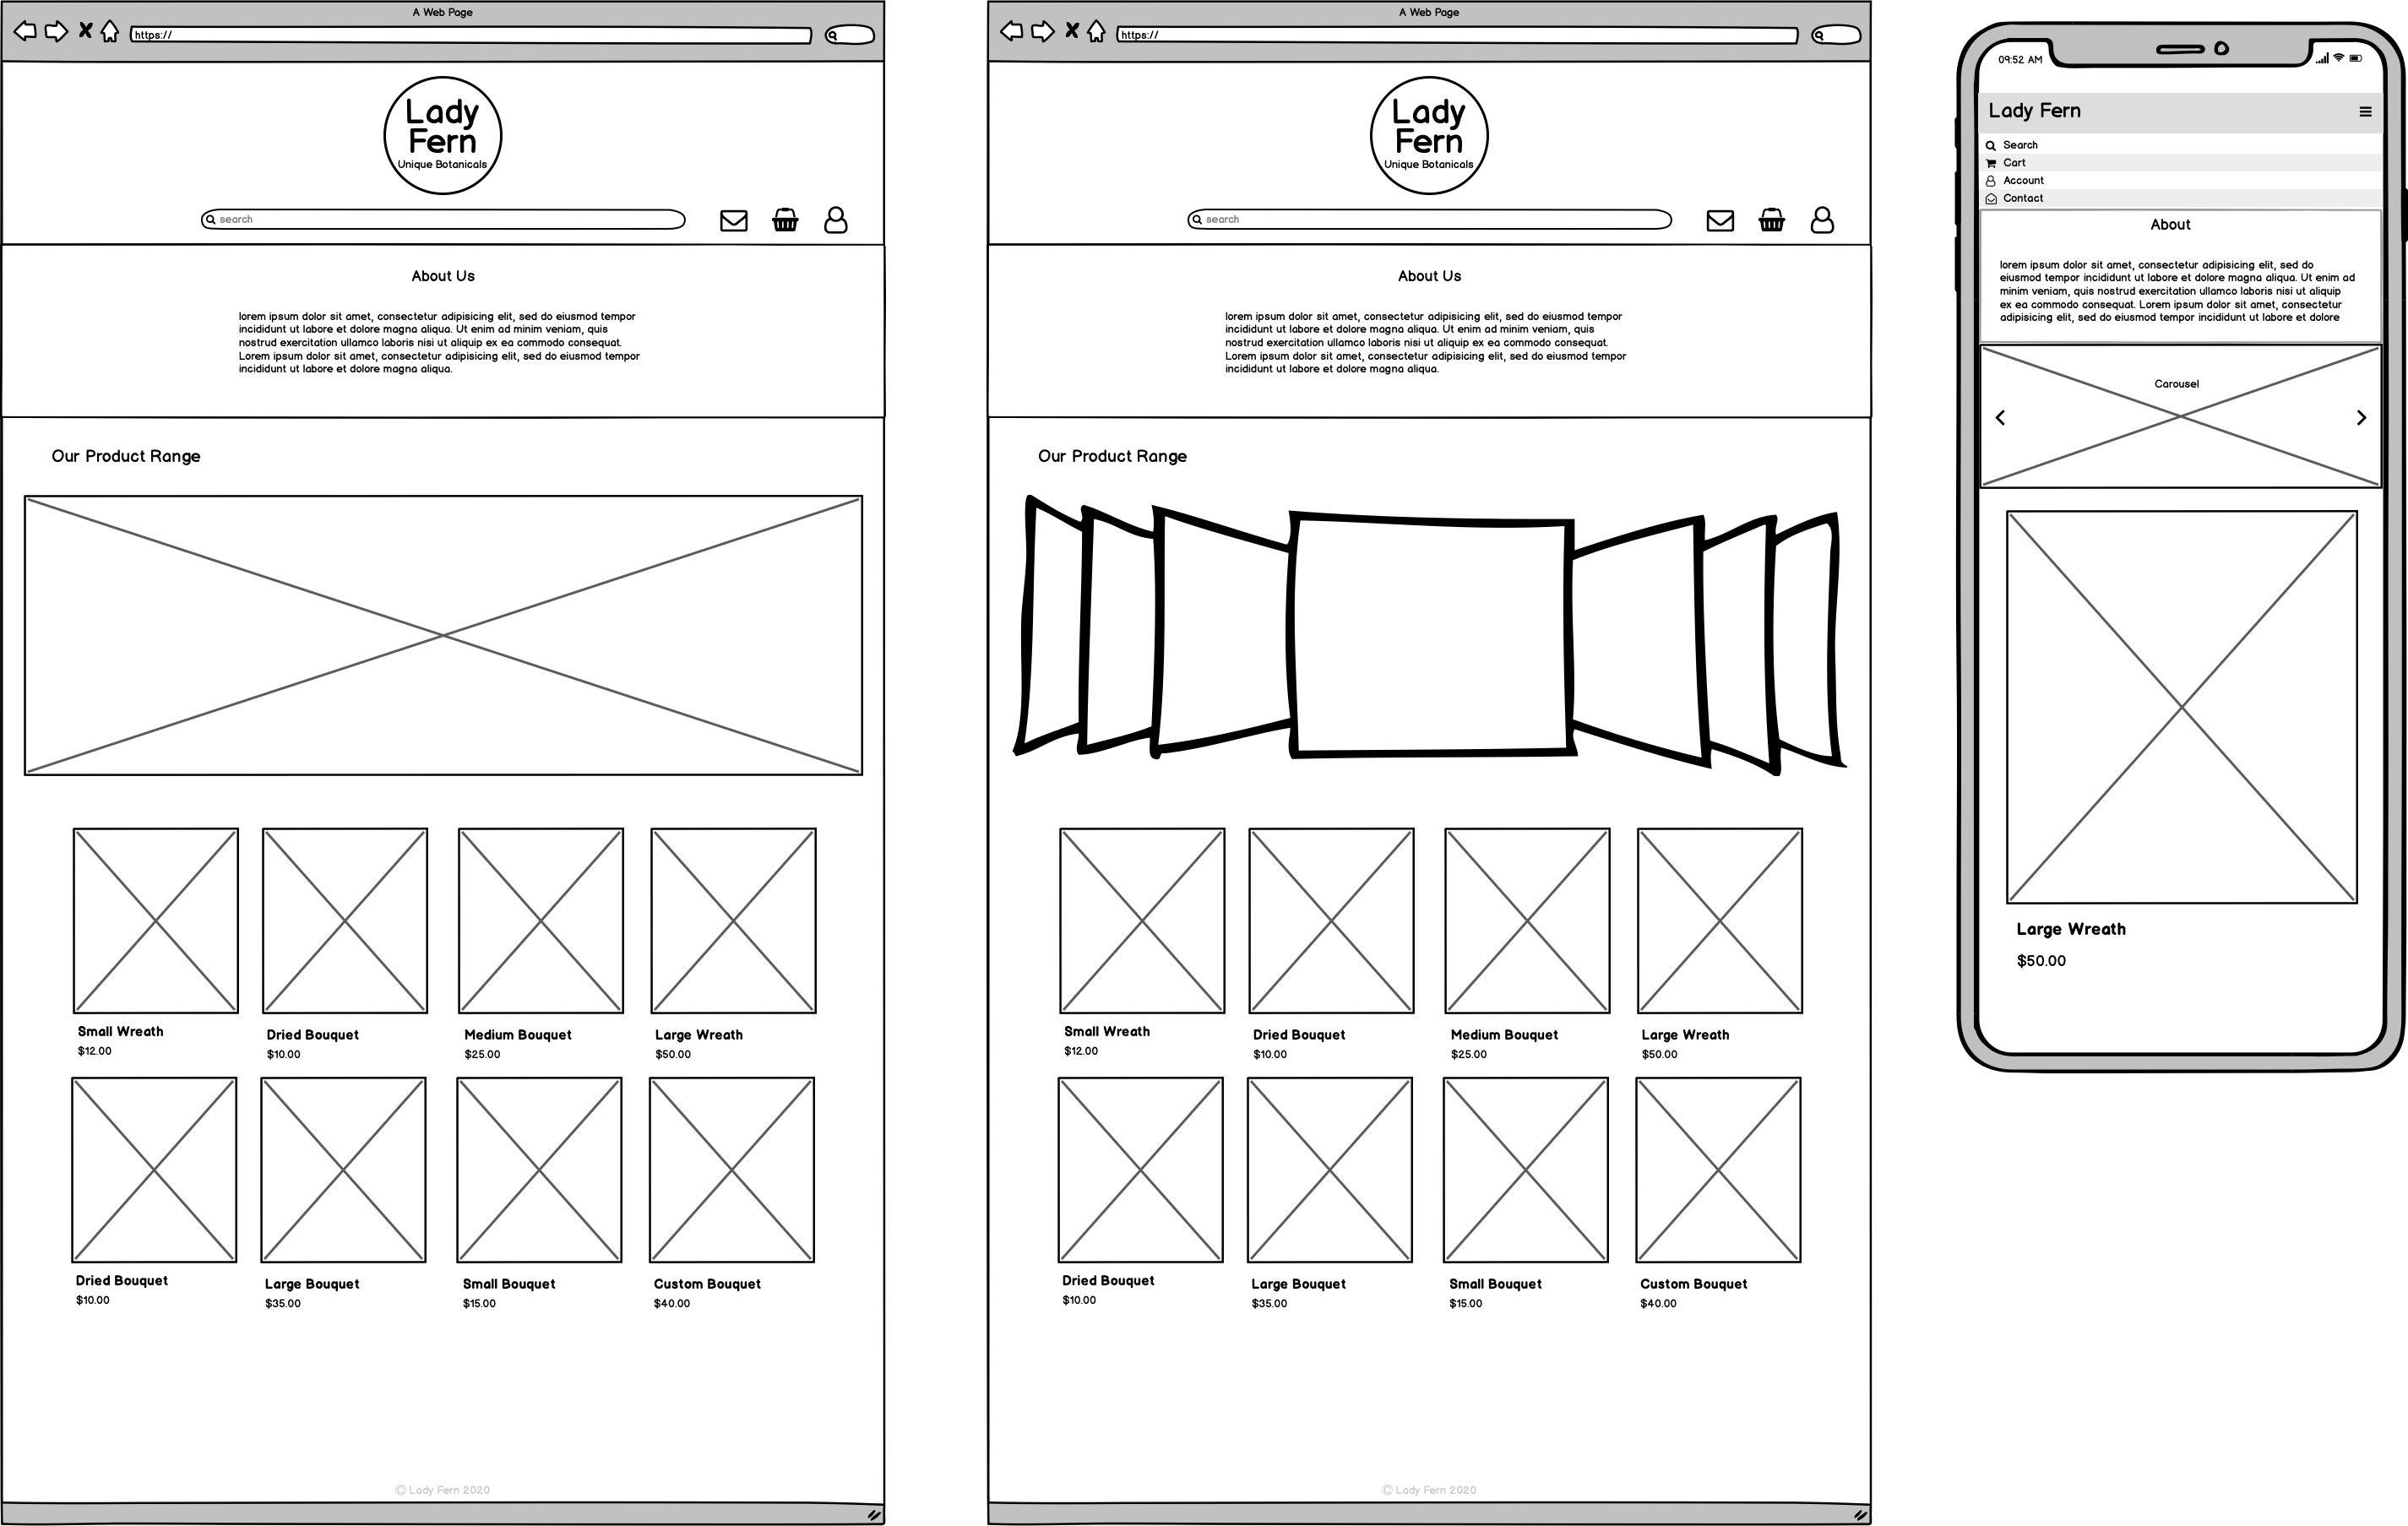 A Web Page
https://
Lady
Fern
Unique Botanicals
search
About Us
lorem ipsum dolor sit amet, consectetur adipisicing elit, sed do eiusmod tempor
incididunt ut labore et dolore magna aliqua. Ut enim ad minim veniam, quis
nostrud exercitation ullamco laboris nisi ut aliquip ex ea commodo consequat.
Lorem ipsum dolor sit amet, consectetur adipisicing elit, sed do eiusmod tempor
incididunt ut labore et dolore magna aliqua.
Our Product Range
Small Wreath
$12.00
Dried Bouquet
$10.00
Medium Bouquet
$25.00
Large Wreath
$50.00
Dried Bouquet
$10.00
Large Bouquet
$35.00
Small Bouquet
$15.00
Custom Bouquet
$40.00
© Lady Fern 2020
A Web Page
https://
Lady
Fern
Unique Botanicals
search
About Us
lorem ipsum dolor sit amet, consectetur adipisicing elit, sed do eiusmod tempor
incididunt ut labore et dolore magna aliqua. Ut enim ad minim veniam, quis
nostrud exercitation ullamco laboris nisi ut aliquip ex ea commodo consequat.
Lorem ipsum dolor sit amet, consectetur adipisicing elit, sed do eiusmod tempor
incididunt ut labore et dolore magna aliqua.
Our Product Range
Small Wreath
$12.00
Dried Bouquet
$10.00
Medium Bouquet
$25.00
Large Wreath
$50.00
Dried Bouquet
$10.00
Large Bouquet
$35.00
Small Bouquet
$15.00
Custom Bouquet
$40.00
© Lady Fern 2020
09:52 AM
Lady Fern
Search
Cart
Account
Contact
About
lorem ipsum dolor sit amet, consectetur adipisicing elit, sed do
eiusmod tempor incididunt ut labore et dolore magna aliqua. Ut enim ad
minim veniam, quis nostrud exercitation ullamco laboris nisi ut aliquip
ex ea commodo consequat. Lorem ipsum dolor sit amet, consectetur
adipisicing elit, sed do eiusmod tempor incididunt ut labore et dolore
Carousel
Large Wreath
$50.00